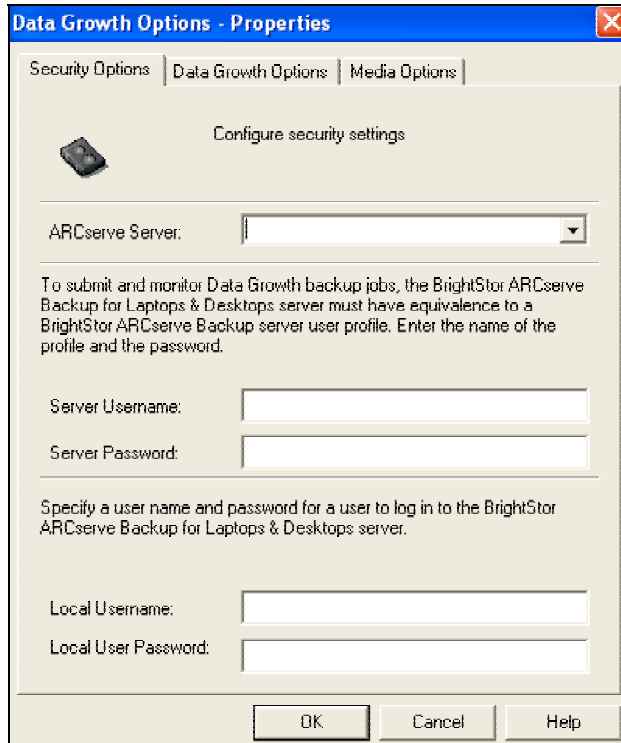 Data Growth Options - Properties
Security Options
Data Growth Options
Media Options
Configure security settings
ARCserve Server:
To submit and monitor Data Growth backup jobs, the BrightStor ARCserve
Backup for Laptops & Desktops server must have equivalence to a
BrightStor ARCserve Backup server user profile. Enter the name of the
profile and the password.
Server Username:
Server Password:
Specify a user name and password for a user to log in to the BrightStor
ARCserve Backup for Laptops & Desktops server.
Local Username:
Local User Password:
OK
Cancel
Help